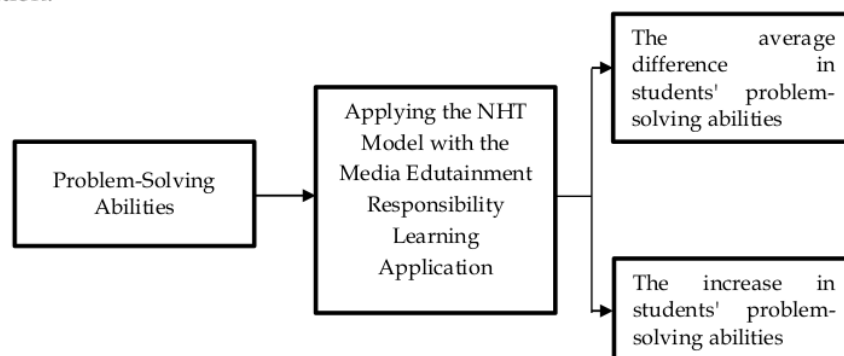 Problem-Solving
Abilities
Applying the NHT
Model with the
Media Edutainment
Responsibility
Learning
Application
The average
difference in
students' problem-
solving abilities
The increase in
students' problem-
solving abilities